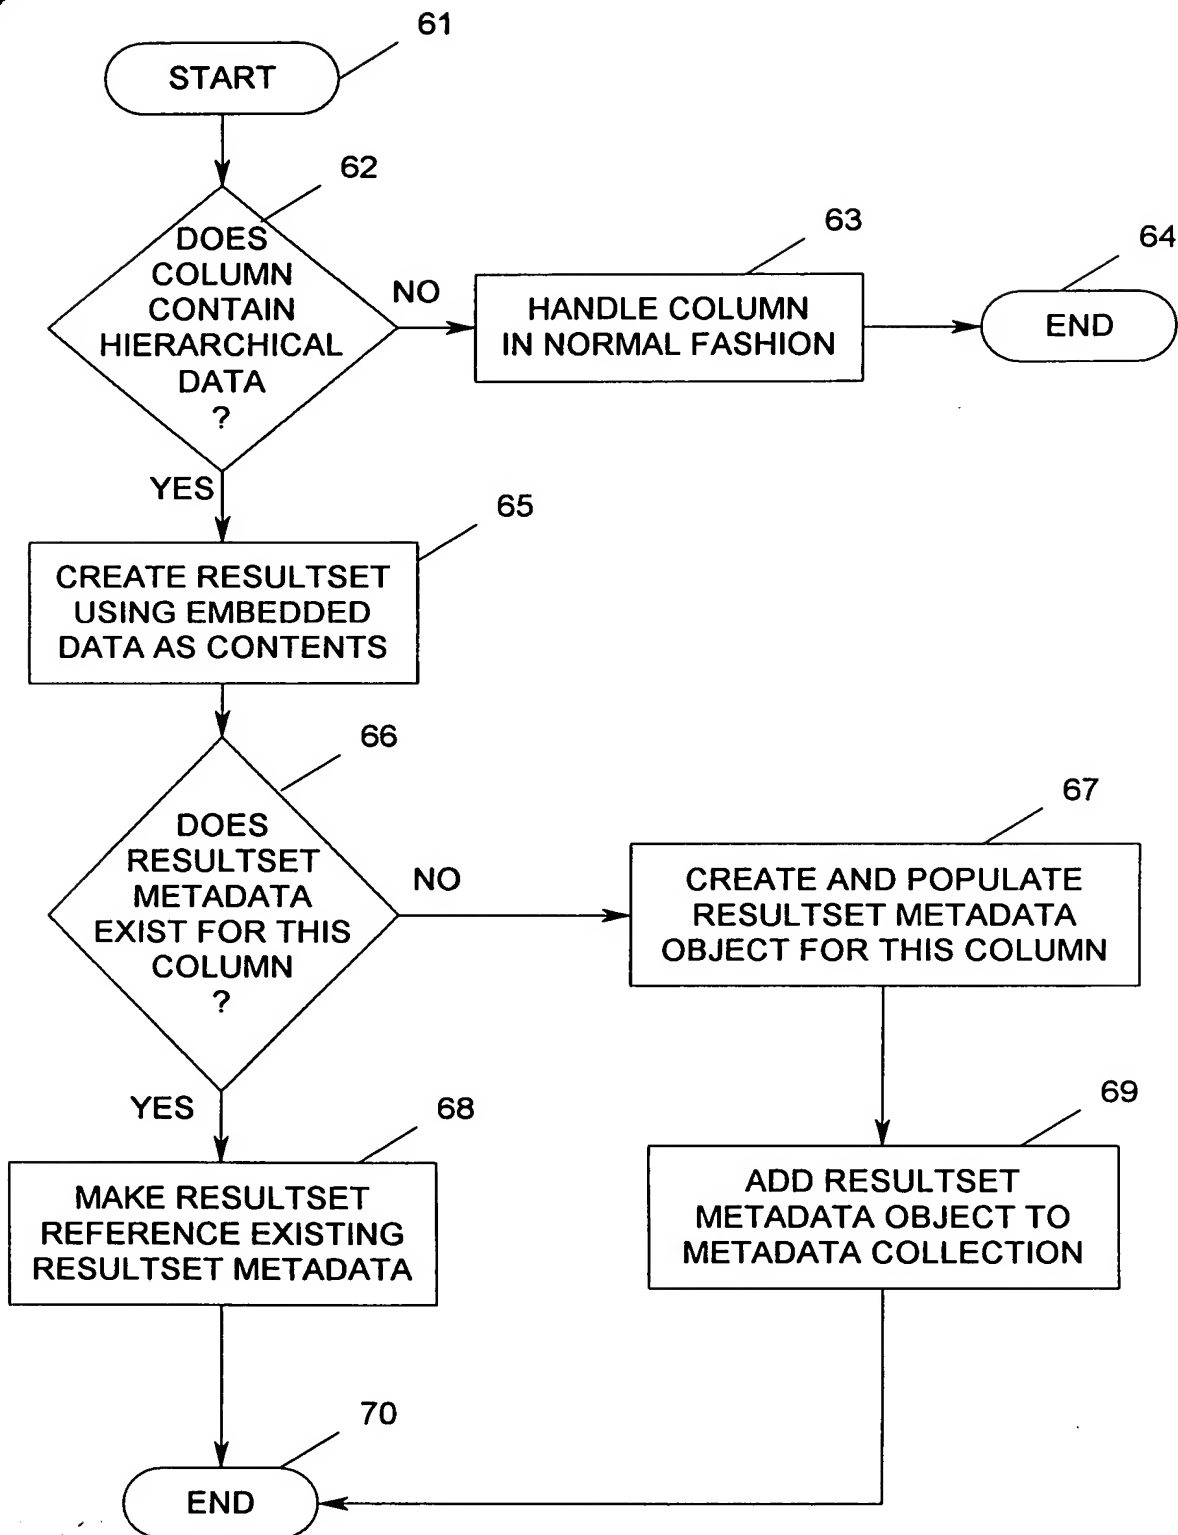 61
START
62
DOES
COLUMN
CONTAIN
HIERARCHICAL
DATA
?
NO
63
HANDLE COLUMN
IN NORMAL FASHION
64
END
YES
65
CREATE RESULTSET
USING EMBEDDED
DATA AS CONTENTS
66
DOES
RESULTSET
METADATA
EXIST FOR THIS
COLUMN
?
NO
67
CREATE AND POPULATE
RESULTSET METADATA
OBJECT FOR THIS COLUMN
YES
68
MAKE RESULTSET
REFERENCE EXISTING
RESULTSET METADATA
69
ADD RESULTSET
METADATA OBJECT TO
METADATA COLLECTION
70
END